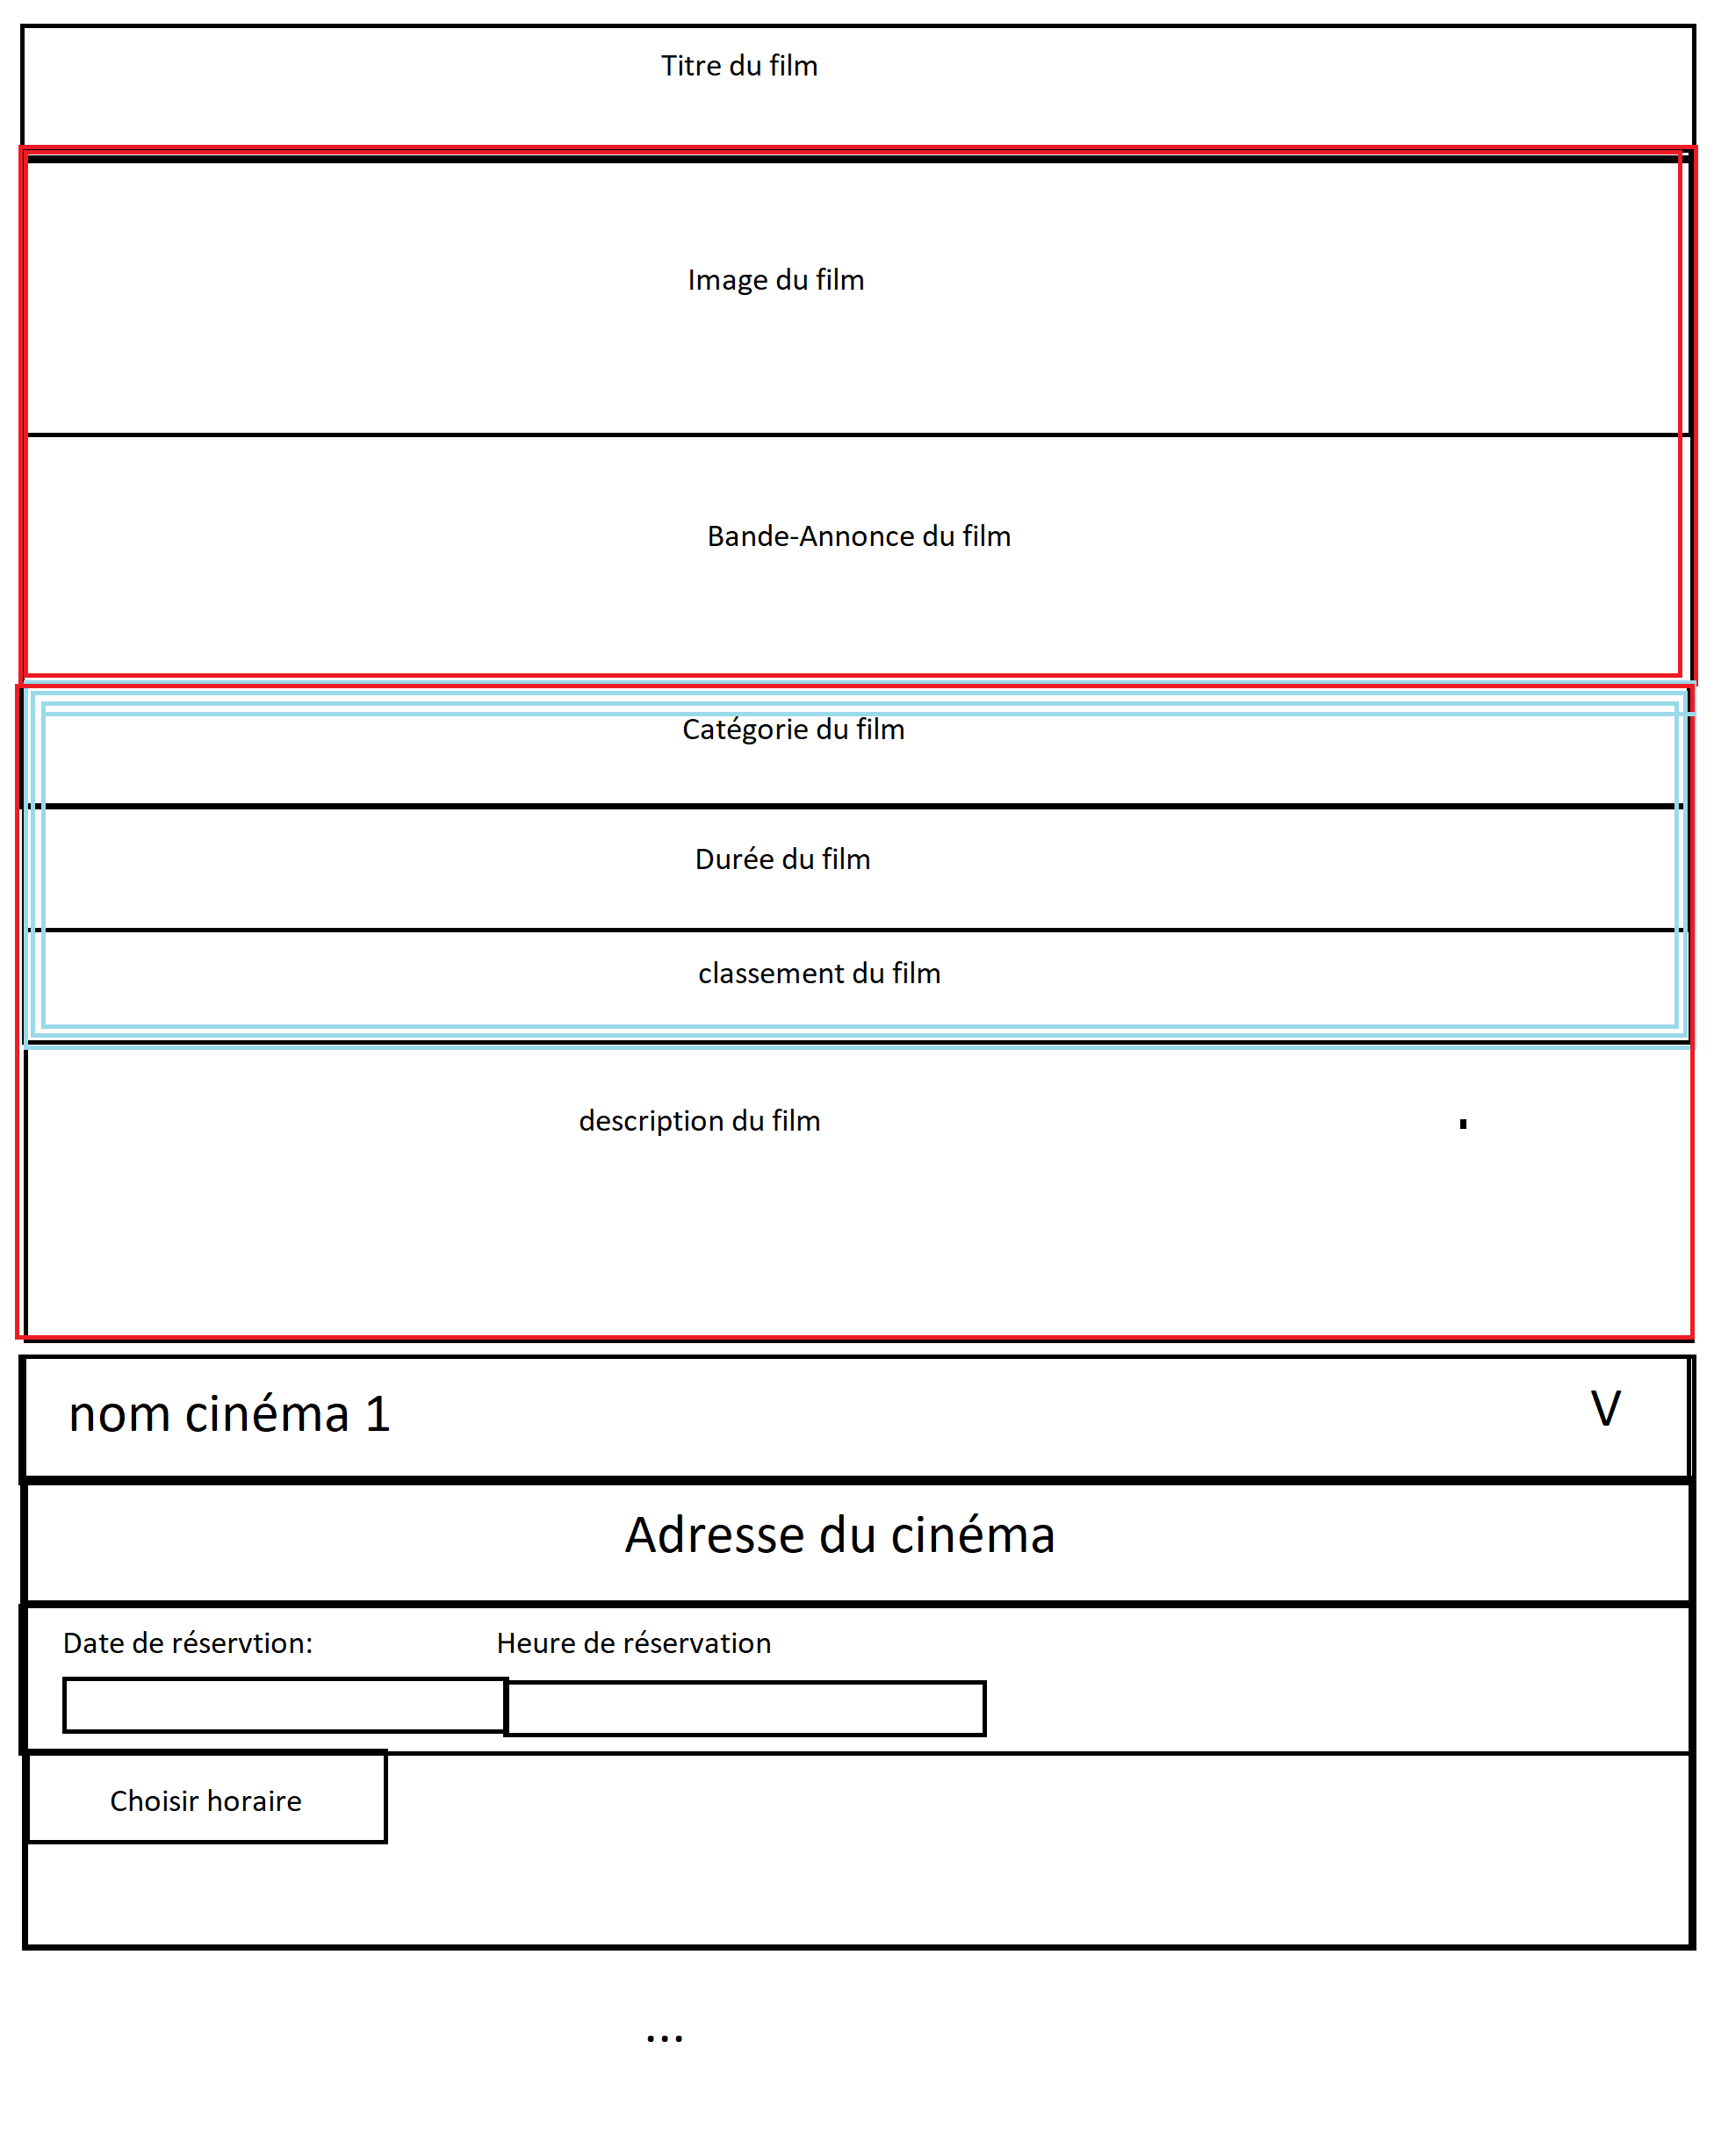 Titre du film
Image du film
Bande-Annonce du film
Catégorie du film
Durée du film
classement du film
description du film
nom cinéma 1 V
Adresse du cinéma
Date de réservtion: Heure de réservation
Choisir horaire
...